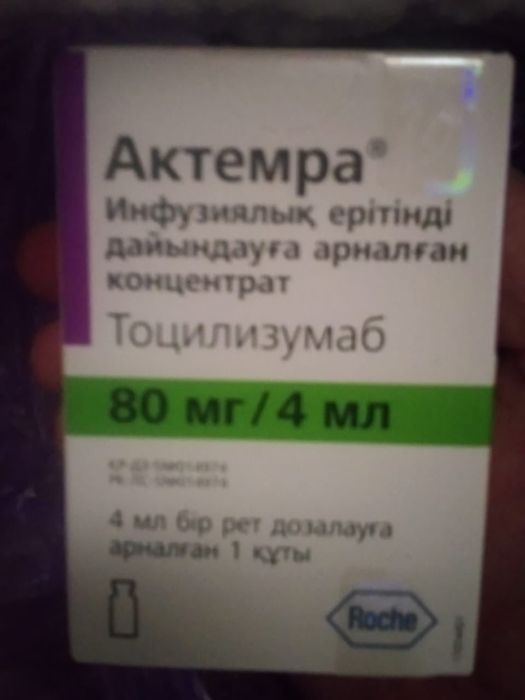 Актемра®
Инфузиялық ерітінді
дайындауға арналған
концентрат
Тоцилизумаб
80 мг/4 мл
4 мл бір рет дозалауға
арналған 1 құты
Roche